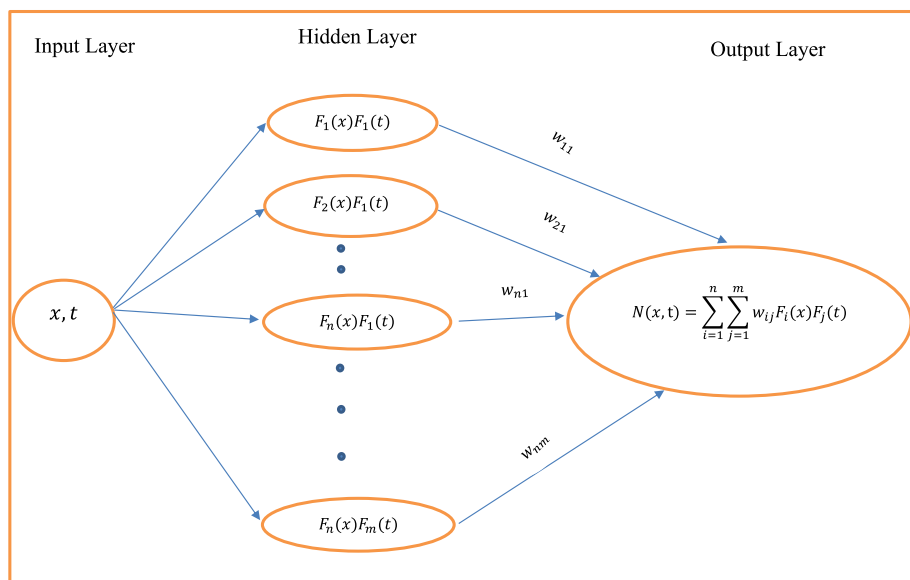 Input Layer
Hidden Layer
Output Layer
F₁(x)F₁(t)
w₁₁
F₂(x)F₁(t)
w₂₁
x, t
Fₙ(x)F₁(t)
wₙ₁
N(x,t) = ∑ᵢ₌₁ⁿ ∑ⱼ₌₁ᵐ wᵢⱼFᵢ(x)Fⱼ(t)
wₙₘ
Fₙ(x)Fₘ(t)